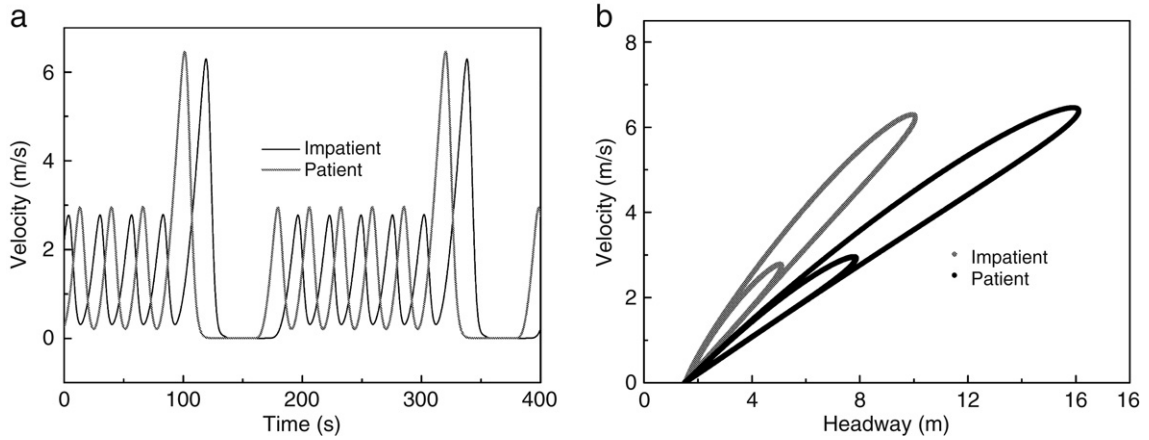 a
b
6
4
2
0
Velocity (m/s)
Impatient
Patient
0
100
200
300
400
Time (s)
8
6
4
2
0
Velocity (m/s)
Impatient
Patient
0
4
8
12
16
16
Headway (m)